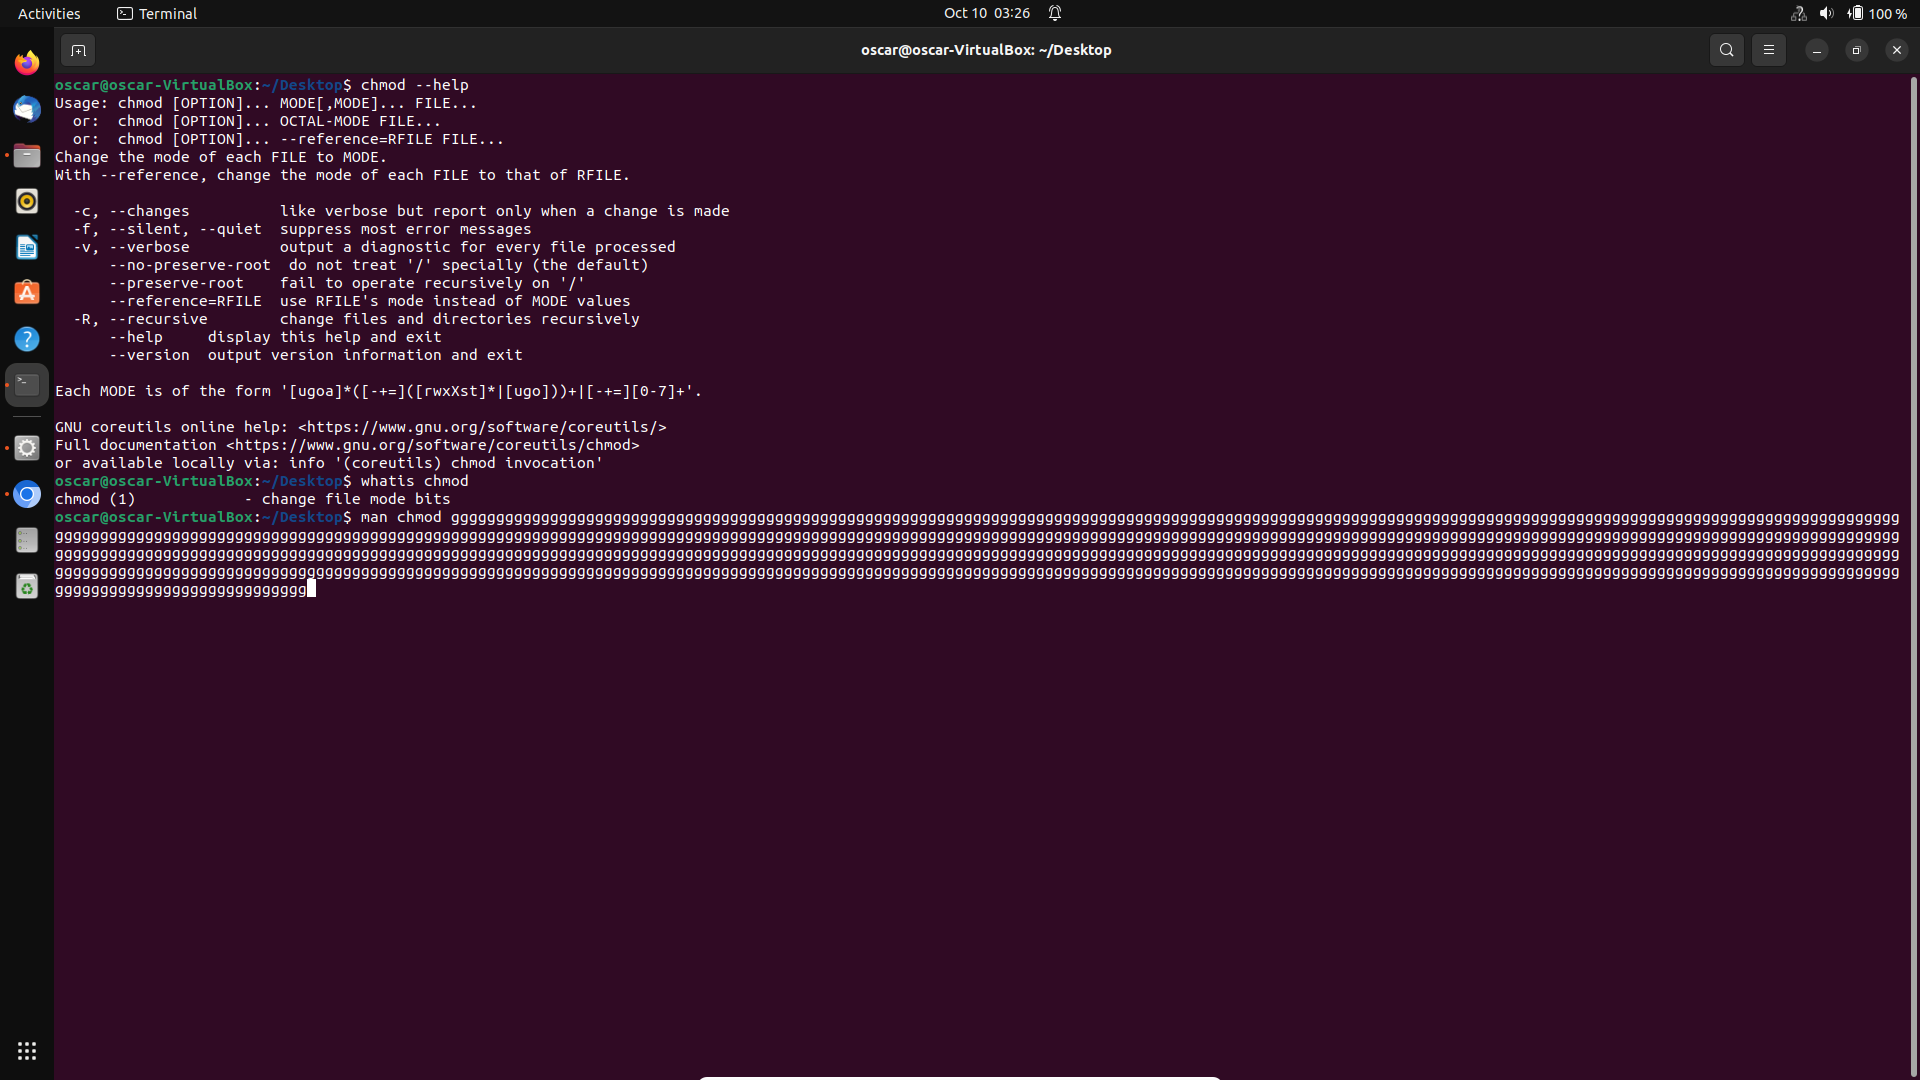 Activities
Terminal
Oct 10 03:26
100 %
oscar@oscar-VirtualBox: ~/Desktop
oscar@oscar-VirtualBox:~/Desktop$ chmod --help
Usage: chmod [OPTION]... MODE[,MODE]... FILE...
  or:  chmod [OPTION]... OCTAL-MODE FILE...
  or:  chmod [OPTION]... --reference=RFILE FILE...
Change the mode of each FILE to MODE.
With --reference, change the mode of each FILE to that of RFILE.
  -c, --changes          like verbose but report only when a change is made
  -f, --silent, --quiet  suppress most error messages
  -v, --verbose          output a diagnostic for every file processed
      --no-preserve-root  do not treat '/' specially (the default)
      --preserve-root    fail to operate recursively on '/'
      --reference=RFILE  use RFILE's mode instead of MODE values
  -R, --recursive        change files and directories recursively
      --help     display this help and exit
      --version  output version information and exit
Each MODE is of the form '[ugoa]*([-+=]([rwxXst]*|[ugo]))+|[-+=][0-7]+'.
GNU coreutils online help: <https://www.gnu.org/software/coreutils/>
Full documentation <https://www.gnu.org/software/coreutils/chmod>
or available locally via: info '(coreutils) chmod invocation'
oscar@oscar-VirtualBox:~/Desktop$ whatis chmod
chmod (1)            - change file mode bits
oscar@oscar-VirtualBox:~/Desktop$ man chmod